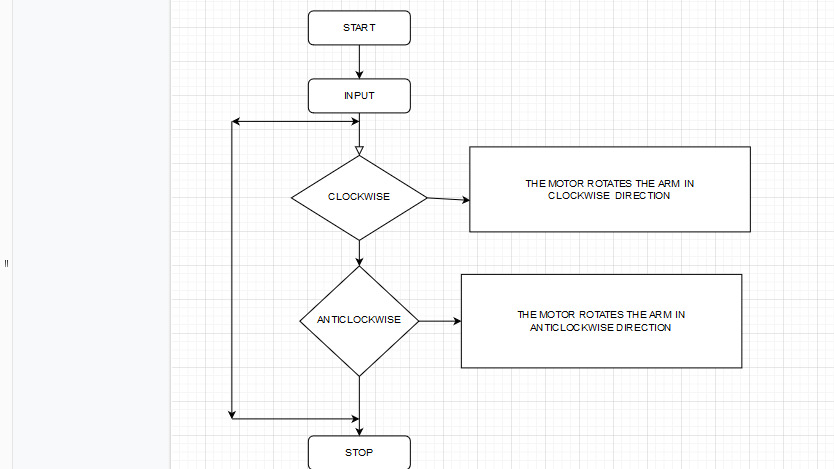 START
INPUT
CLOCKWISE
THE MOTOR ROTATES THE ARM IN
CLOCKWISE DIRECTION
ANTICLOCKWISE
THE MOTOR ROTATES THE ARM IN
ANTICLOCKWISE DIRECTION
STOP